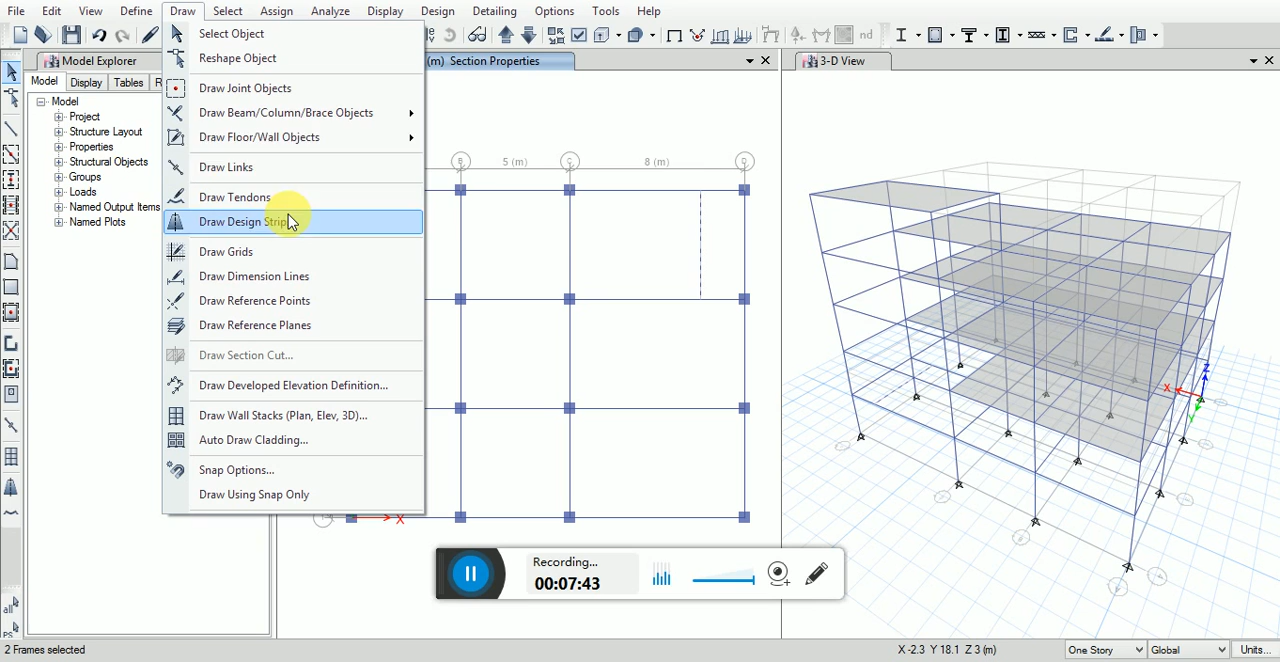 File Edit View Define Draw Select Assign Analyze Display Design Detailing Options Tools Help
nd
Model Explorer
(m) Section Properties
3-D View
Model Display Tables
Model
Project
Structure Layout
Properties
Structural Objects
Groups
Loads
Named Output Items
Named Plots
Select Object
Reshape Object
Draw Joint Objects
Draw Beam/Column/Brace Objects
Draw Floor/Wall Objects
Draw Links
Draw Tendons
Draw Design Strips
Draw Grids
Draw Dimension Lines
Draw Reference Points
Draw Reference Planes
Draw Section Cut...
Draw Developed Elevation Definition...
Draw Wall Stacks (Plan, Elev, 3D)...
Auto Draw Cladding...
Snap Options...
Draw Using Snap Only
B 5 (m) C 8 (m) D
X
Z
X
Y
Recording...
00:07:43
all
PS
2 Frames selected
X -2.3 Y 18.1 Z 3 (m)
One Story
Global
Units...